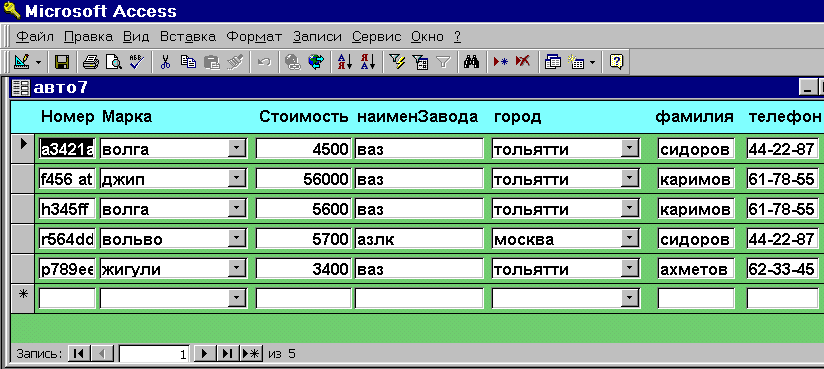 Microsoft Access
Файл Правка Вид Вставка Формат Записи Сервис Окно ?
авто7
Номер Марка Стоимость наименЗавода город фамилия телефон
а3421а волга 4500 ваз тольятти сидоров 44-22-87
f456 at джип 56000 ваз тольятти каримов 61-78-55
h345ff волга 5600 ваз тольятти каримов 61-78-55
r564dd вольво 5700 азлк москва сидоров 44-22-87
p789ee жигули 3400 ваз тольятти ахметов 62-33-45
Запись: 1 из 5